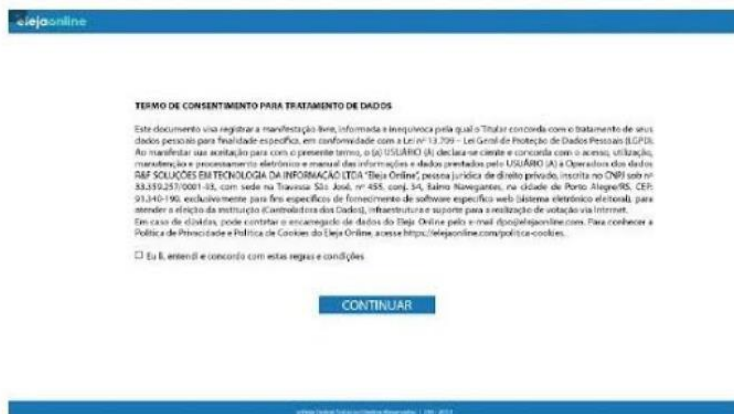 elejaonline
TERMO DE CONSENTIMENTO PARA TRATAMENTO DE DADOS
Este documento visa registrar a manifestação livre, informada e inequívoca pela qual o Titular concorda com o tratamento de seus
dados pessoais para finalidade específica, em conformidade com a Lei nº 13.709 – Lei Geral de Proteção de Dados Pessoais (LGPD).
Ao manifestar sua aceitação para com o presente termo, o (a) USUÁRIO (A) declara-se ciente e concorda com o acesso, utilização,
manutenção e processamento eletrônico e manual das informações e dados prestados pelo USUÁRIO (A) à Operadora dos dados
R&F SOLUÇÕES EM TECNOLOGIA DA INFORMAÇÃO LTDA "Eleja Online", pessoa jurídica de direito privado, inscrita no CNPJ sob nº
33.359.257/0001-93, com sede na Travessa São José, nº 455, conj. 54, Bairro Navegantes, na cidade de Porto Alegre/RS, CEP:
exclusivamente para fins específicos de fornecimento de software específico web (sistema eletrônico eleitoral), para
atender a eleição da instituição (Controladora dos Dados), infraestrutura e suporte para a realização de votação via Internet.
Em caso de dúvidas, pode contatar o encarregado de dados do Eleja Online pelo e-mail dpo@elejaonline.com. Para conhecer a
Política de Privacidade e Política de Cookies do Eleja Online, acesse https://elejaonline.com/politica-cookies.
Eu li, entendi e concordo com estas regras e condições
CONTINUAR